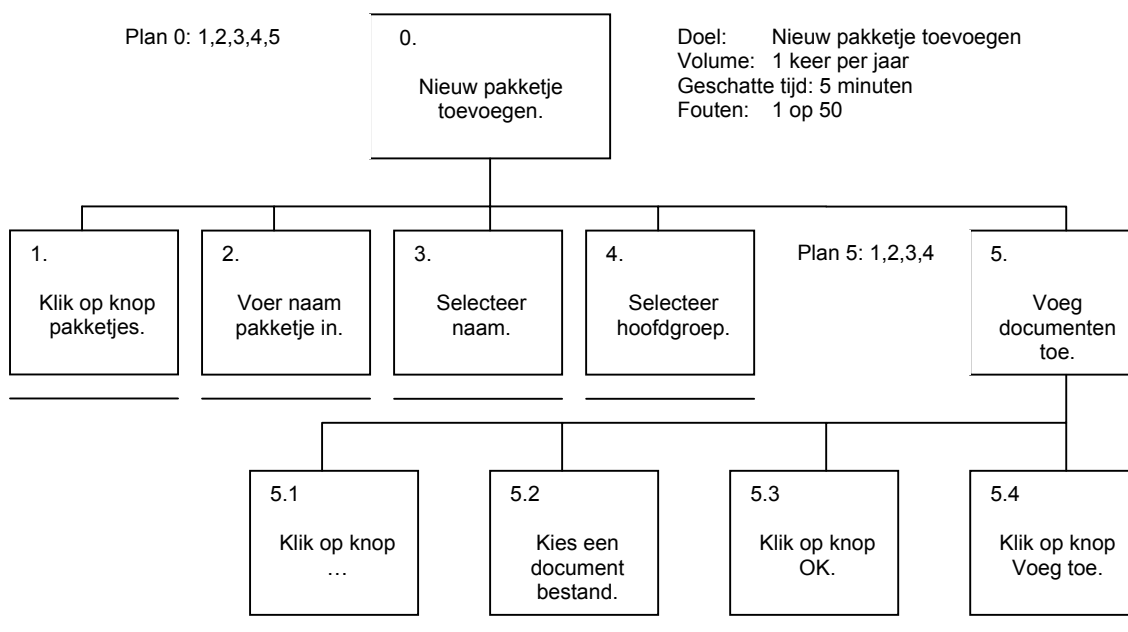 Plan 0: 1,2,3,4,5
0.
Nieuw pakketje
toevoegen.
Doel: Nieuw pakketje toevoegen
Volume: 1 keer per jaar
Geschatte tijd: 5 minuten
Fouten: 1 op 50
1.
Klik op knop
pakketjes.
2.
Voer naam
pakketje in.
3.
Selecteer
naam.
4.
Selecteer
hoofdgroep.
Plan 5: 1,2,3,4
5.
Voeg
documenten
toe.
5.1
Klik op knop
…
5.2
Kies een
document
bestand.
5.3
Klik op knop
OK.
5.4
Klik op knop
Voeg toe.